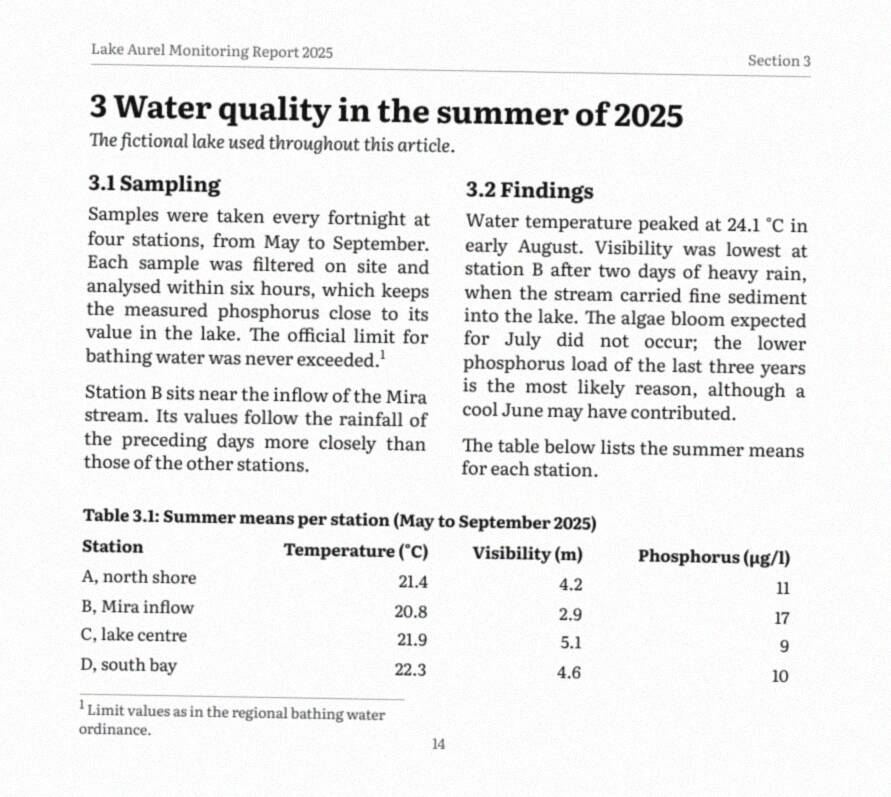 Lake Aurel Monitoring Report 2025
Section 3
3 Water quality in the summer of 2025
The fictional lake used throughout this article.
3.1 Sampling
Samples were taken every fortnight at
four stations, from May to September.
Each sample was filtered on site and
analysed within six hours, which keeps
the measured phosphorus close to its
value in the lake. The official limit for
bathing water was never exceeded.¹
Station B sits near the inflow of the Mira
stream. Its values follow the rainfall of
the preceding days more closely than
those of the other stations.
3.2 Findings
Water temperature peaked at 24.1 °C in
early August. Visibility was lowest at
station B after two days of heavy rain,
when the stream carried fine sediment
into the lake. The algae bloom expected
for July did not occur; the lower
phosphorus load of the last three years
is the most likely reason, although a
cool June may have contributed.
The table below lists the summer means
for each station.
Table 3.1: Summer means per station (May to September 2025)
Station Temperature (°C) Visibility (m) Phosphorus (µg/l)
A, north shore 21.4 4.2 11
B, Mira inflow 20.8 2.9 17
C, lake centre 21.9 5.1 9
D, south bay 22.3 4.6 10
¹ Limit values as in the regional bathing water
ordinance.
14